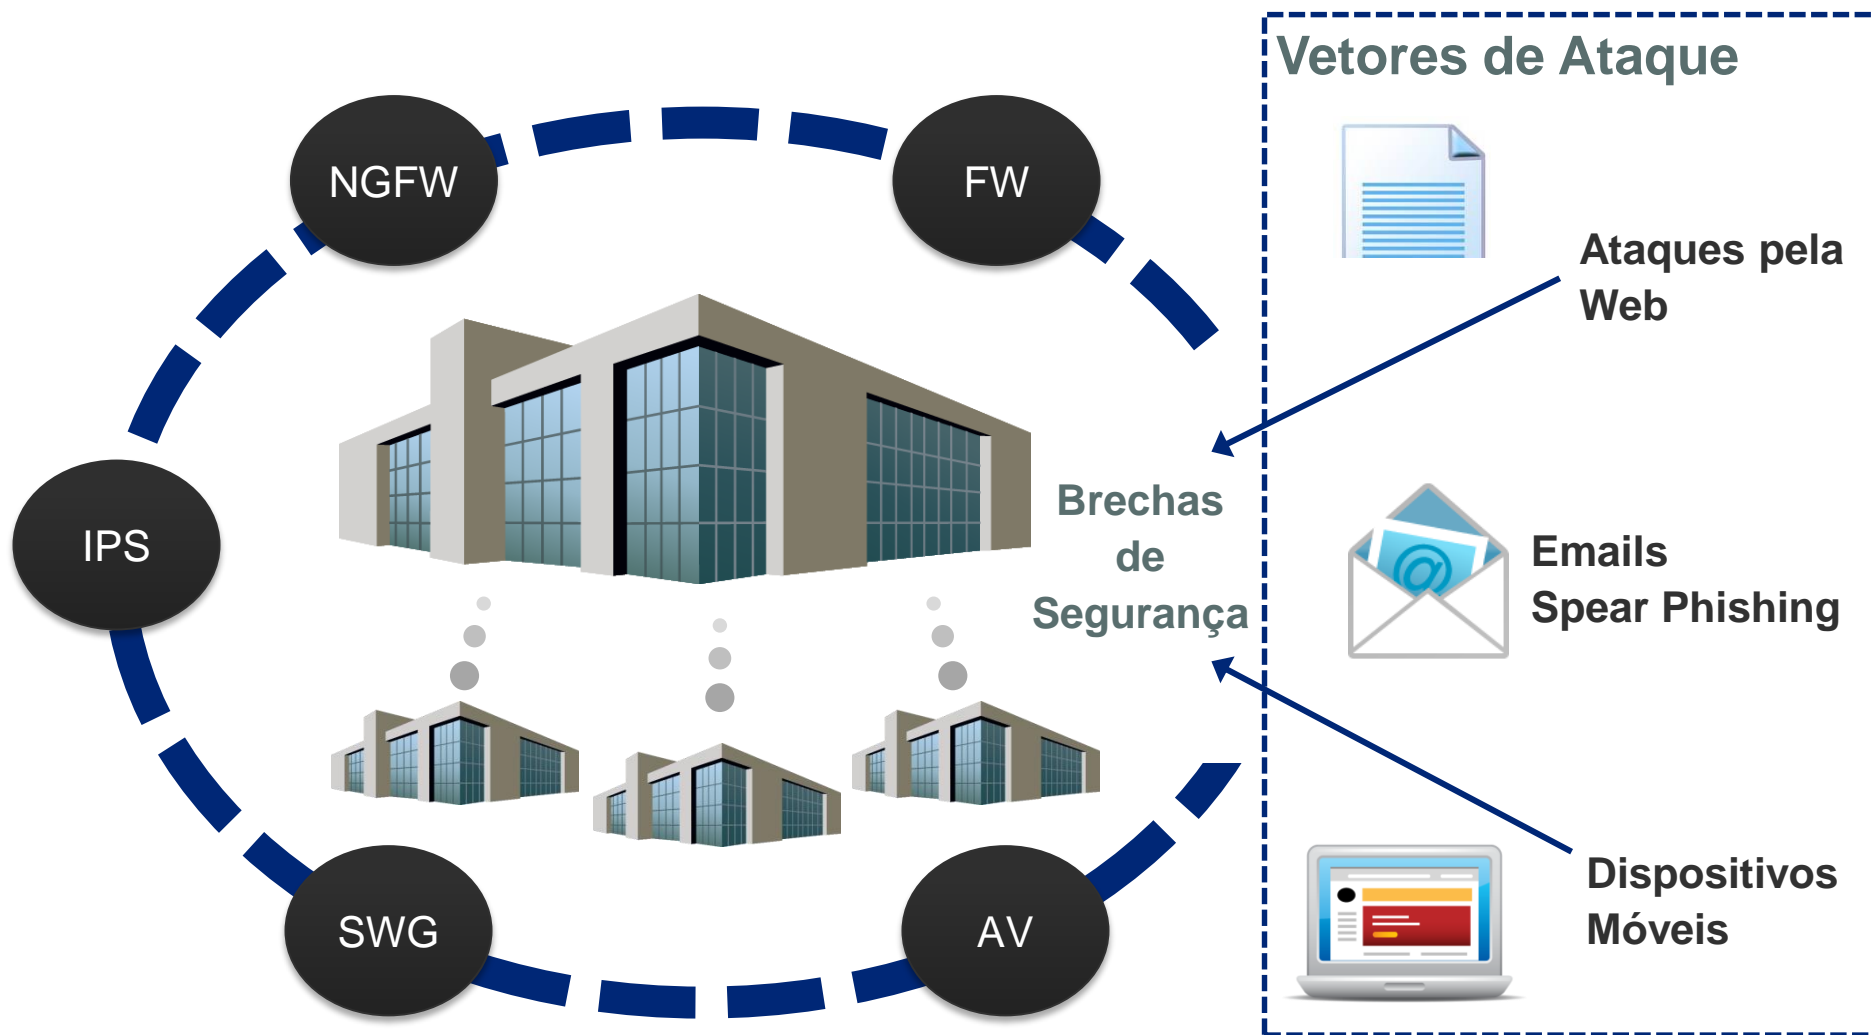 Vetores de Ataque
NGFW
FW
Ataques pela
Web
IPS
Brechas
de
Segurança
Emails
Spear Phishing
SWG
AV
Dispositivos
Móveis